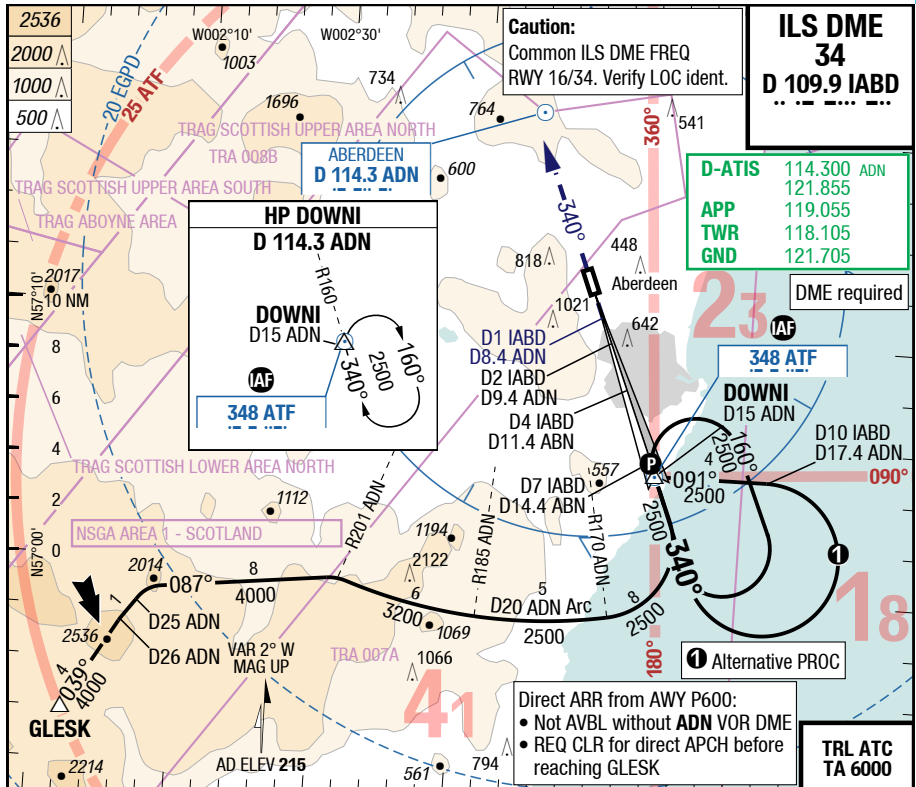 2536
2000
1000
500
20 EGPD
25 ATF
W002°10'
W002°30'
1003
734
1696
764
541
360°
Caution:
Common ILS DME FREQ
RWY 16/34. Verify LOC ident.
ILS DME
34
D 109.9 IABD
TRAG SCOTTISH UPPER AREA NORTH
TRA 008B
ABERDEEN
D 114.3 ADN
600
TRAG SCOTTISH UPPER AREA SOUTH
TRAG ABOYNE AREA
D-ATIS 114.300 ADN
121.855
APP 119.055
TWR 118.105
GND 121.705
HP DOWNI
D 114.3 ADN
R160
DOWNI
D15 ADN
IAF
348 ATF
340°
2500
160°
340°
448
818
Aberdeen
1021
642
2017
N57°10'
10 NM
8
6
4
2
0
N57°00'
DME required
23
IAF
348 ATF
DOWNI
D15 ADN
D1 IABD
D8.4 ADN
D2 IABD
D9.4 ADN
D4 IABD
D11.4 ABN
D7 IABD
D14.4 ABN
D10 IABD
D17.4 ADN
P
160°
2500
4
091°
2500
090°
557
TRAG SCOTTISH LOWER AREA NORTH
1112
NSGA AREA 1 - SCOTLAND
R201 ADN
R185 ADN
R170 ADN
1194
2122
2500
340°
1
18
2014
087°
8
4000
6
3200
1069
5
D20 ADN Arc
2500
8
2500
1
D25 ADN
2536
D26 ADN
VAR 2° W
MAG UP
TRA 007A
1066
180°
1 Alternative PROC
4
039°
4000
GLESK
41
2214
AD ELEV 215
561
794
Direct ARR from AWY P600:
• Not AVBL without ADN VOR DME
• REQ CLR for direct APCH before
reaching GLESK
TRL ATC
TA 6000